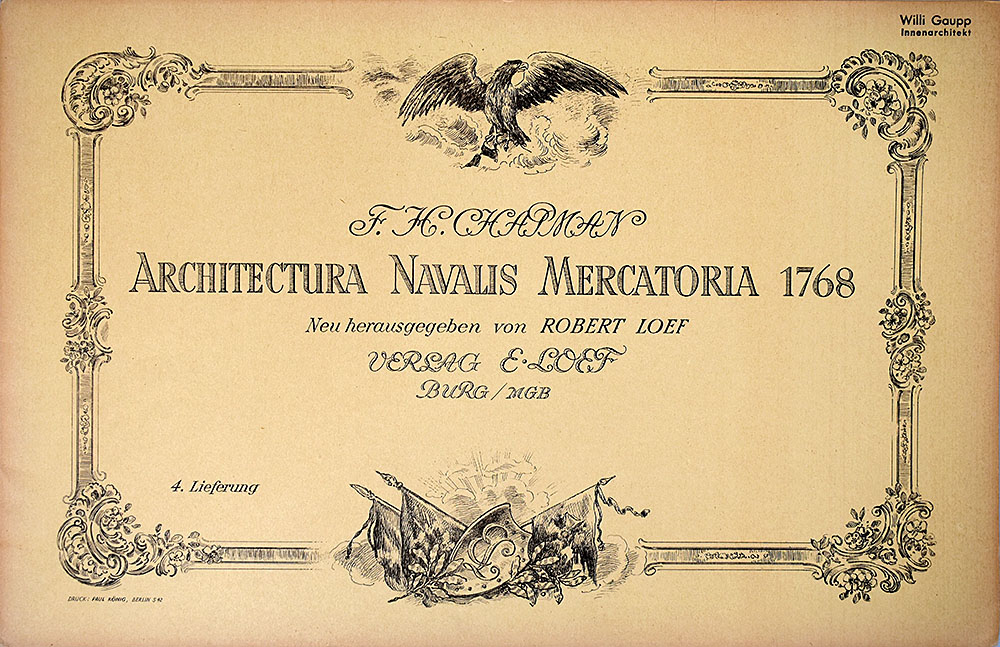 Willi Gaupp
Innenarchitekt
F. H. CHAPMAN
ARCHITECTURA NAVALIS MERCATORIA 1768
Neu herausgegeben von ROBERT LOEF
VERLAG E. LOEF
BURG / MGB
4. Lieferung
DRUCK: PAUL KÖNIG, BERLIN S 42